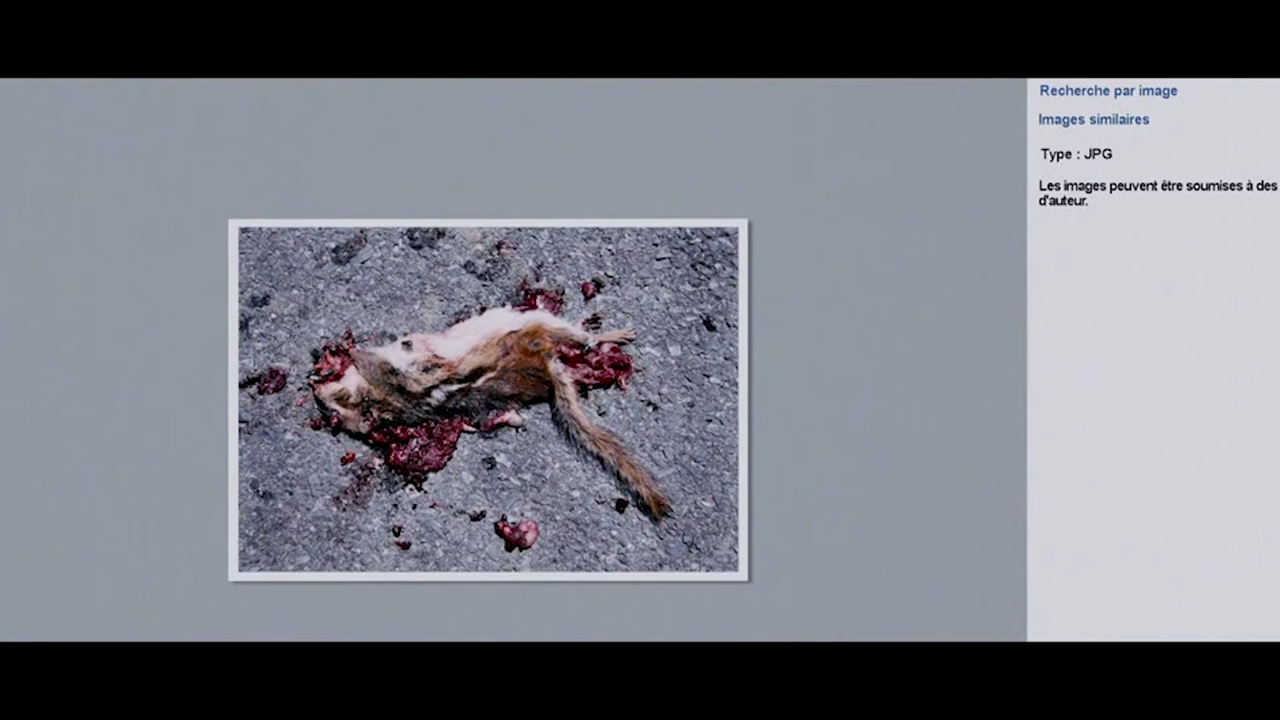 Recherche par image
Images similaires
Type : JPG
Les images peuvent être soumises à des
d'auteur.